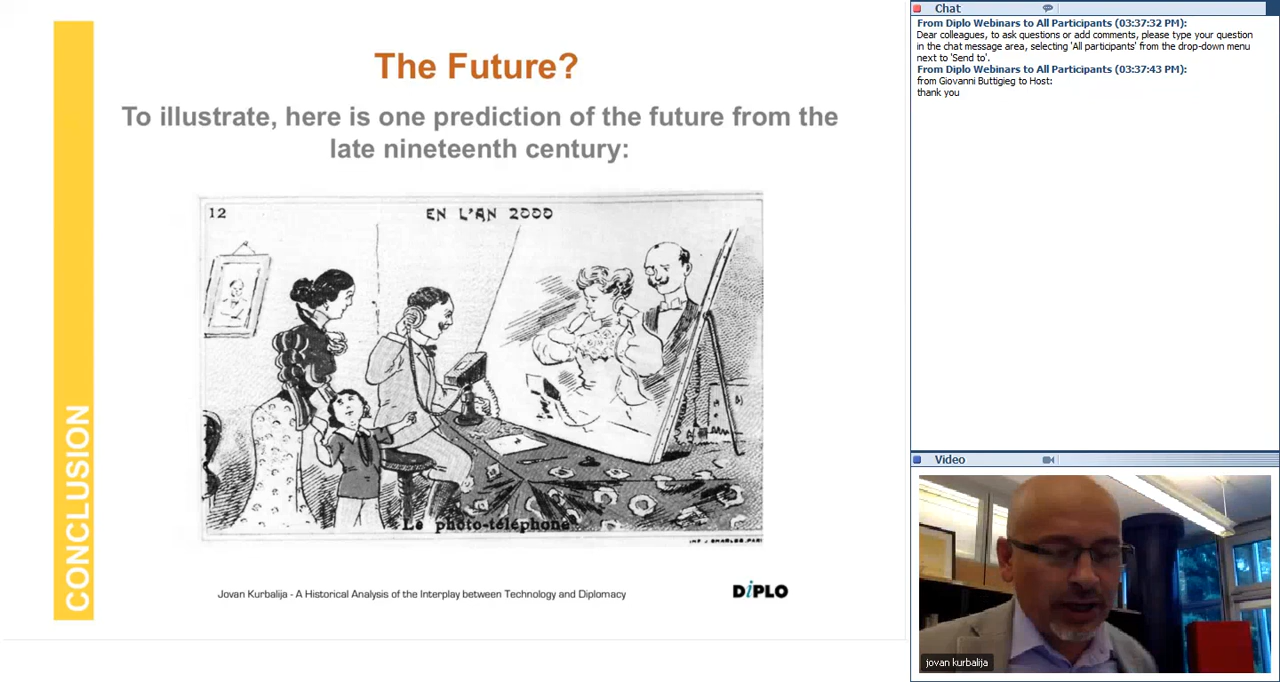 CONCLUSION
The Future?
To illustrate, here is one prediction of the future from the
late nineteenth century:
12
EN L'AN 2000
Le photo-téléphone
Jovan Kurbalija - A Historical Analysis of the Interplay between Technology and Diplomacy
DiPLO
Chat
From Diplo Webinars to All Participants (03:37:32 PM):
Dear colleagues, to ask questions or add comments, please type your question
in the chat message area, selecting 'All participants' from the drop-down menu
next to 'Send to'.
From Diplo Webinars to All Participants (03:37:43 PM):
from Giovanni Buttigieg to Host:
thank you
Video
jovan kurbalija